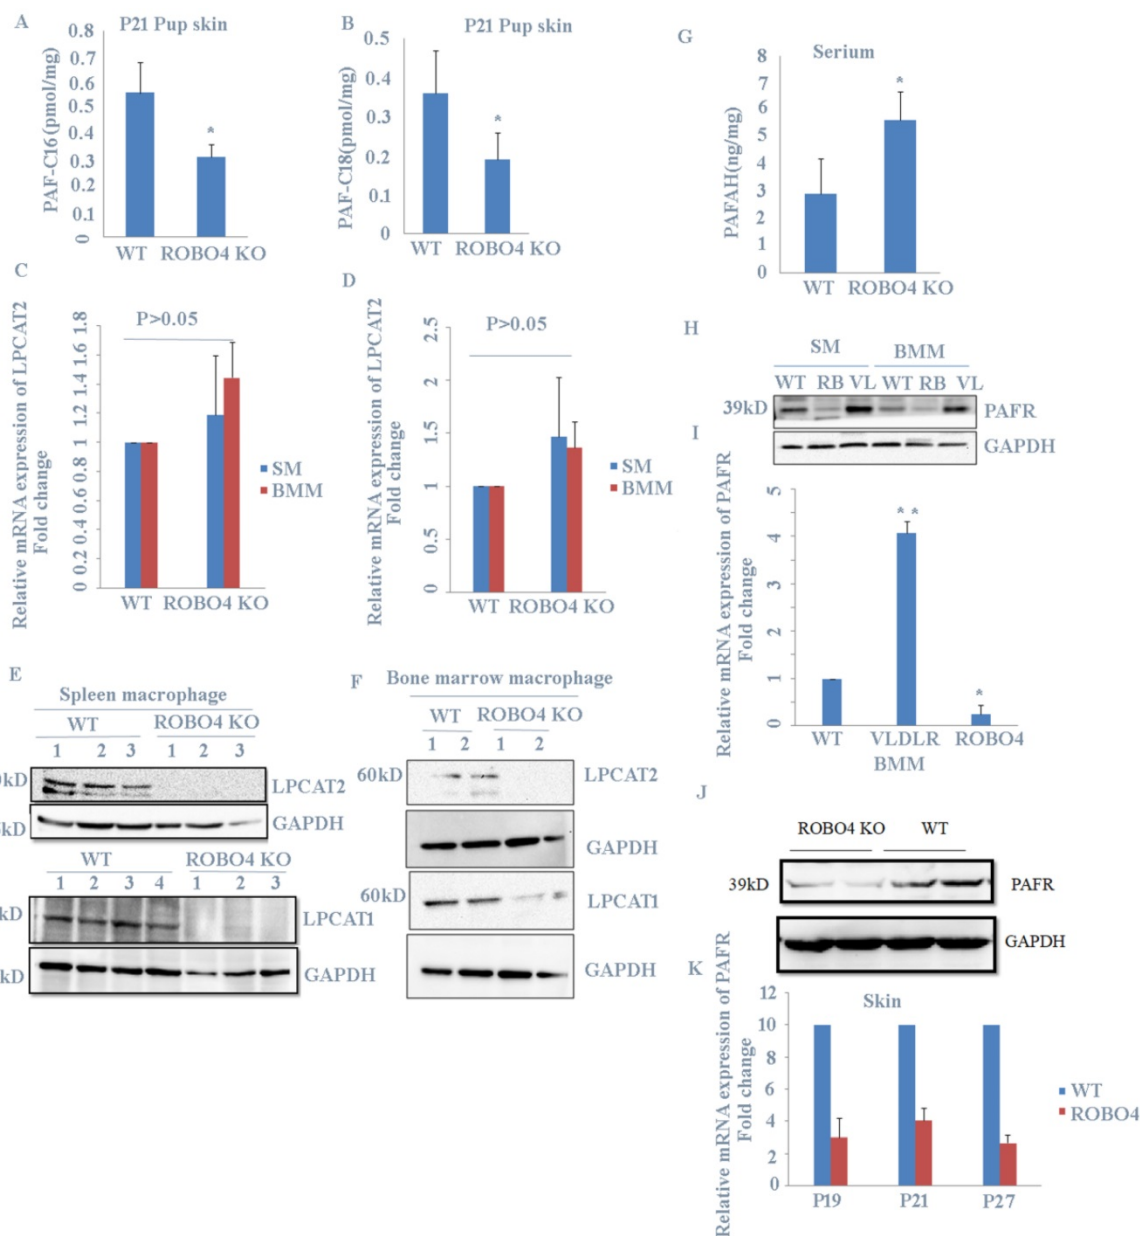 A
P21 Pup skin
PAF-C16(pmol/mg)
0.8
0.7
0.6
0.5
0.4
0.3
0.2
0.1
0
*
WT ROBO4 KO
B
P21 Pup skin
PAF-C18(pmol/mg)
0.5
0.4
0.3
0.2
0.1
0
*
WT ROBO4 KO
G
Serium
PAFAH(ng/mg)
8
7
6
5
4
3
2
1
0
*
WT ROBO4 KO
C
Relative mRNA expression of LPCAT2
Fold change
P>0.05
0 0.2 0.4 0.6 0.8 1 1.2 1.4 1.6 1.8
WT ROBO4 KO
SM
BMM
D
Relative mRNA expression of LPCAT2
Fold change
P>0.05
0 0.5 1 1.5 2 2.5
WT ROBO4 KO
SM
BMM
H
SM BMM
WT RB VL WT RB VL
39kD PAFR
GAPDH
I
Relative mRNA expression of PAFR
Fold change
0 1 2 3 4 5
* *
*
WT VLDLR ROBO4
BMM
E
Spleen macrophage
WT ROBO4 KO
1 2 3 1 2 3
LPCAT2
kD GAPDH
WT ROBO4 KO
1 2 3 4 1 2 3
kD LPCAT1
kD GAPDH
F
Bone marrow macrophage
WT ROBO4 KO
1 2 1 2
60kD LPCAT2
GAPDH
60kD LPCAT1
GAPDH
J
ROBO4 KO WT
39kD PAFR
GAPDH
K
Relative mRNA expression of PAFR
Fold change
Skin
12
10
8
6
4
2
0
P19 P21 P27
WT
ROBO4